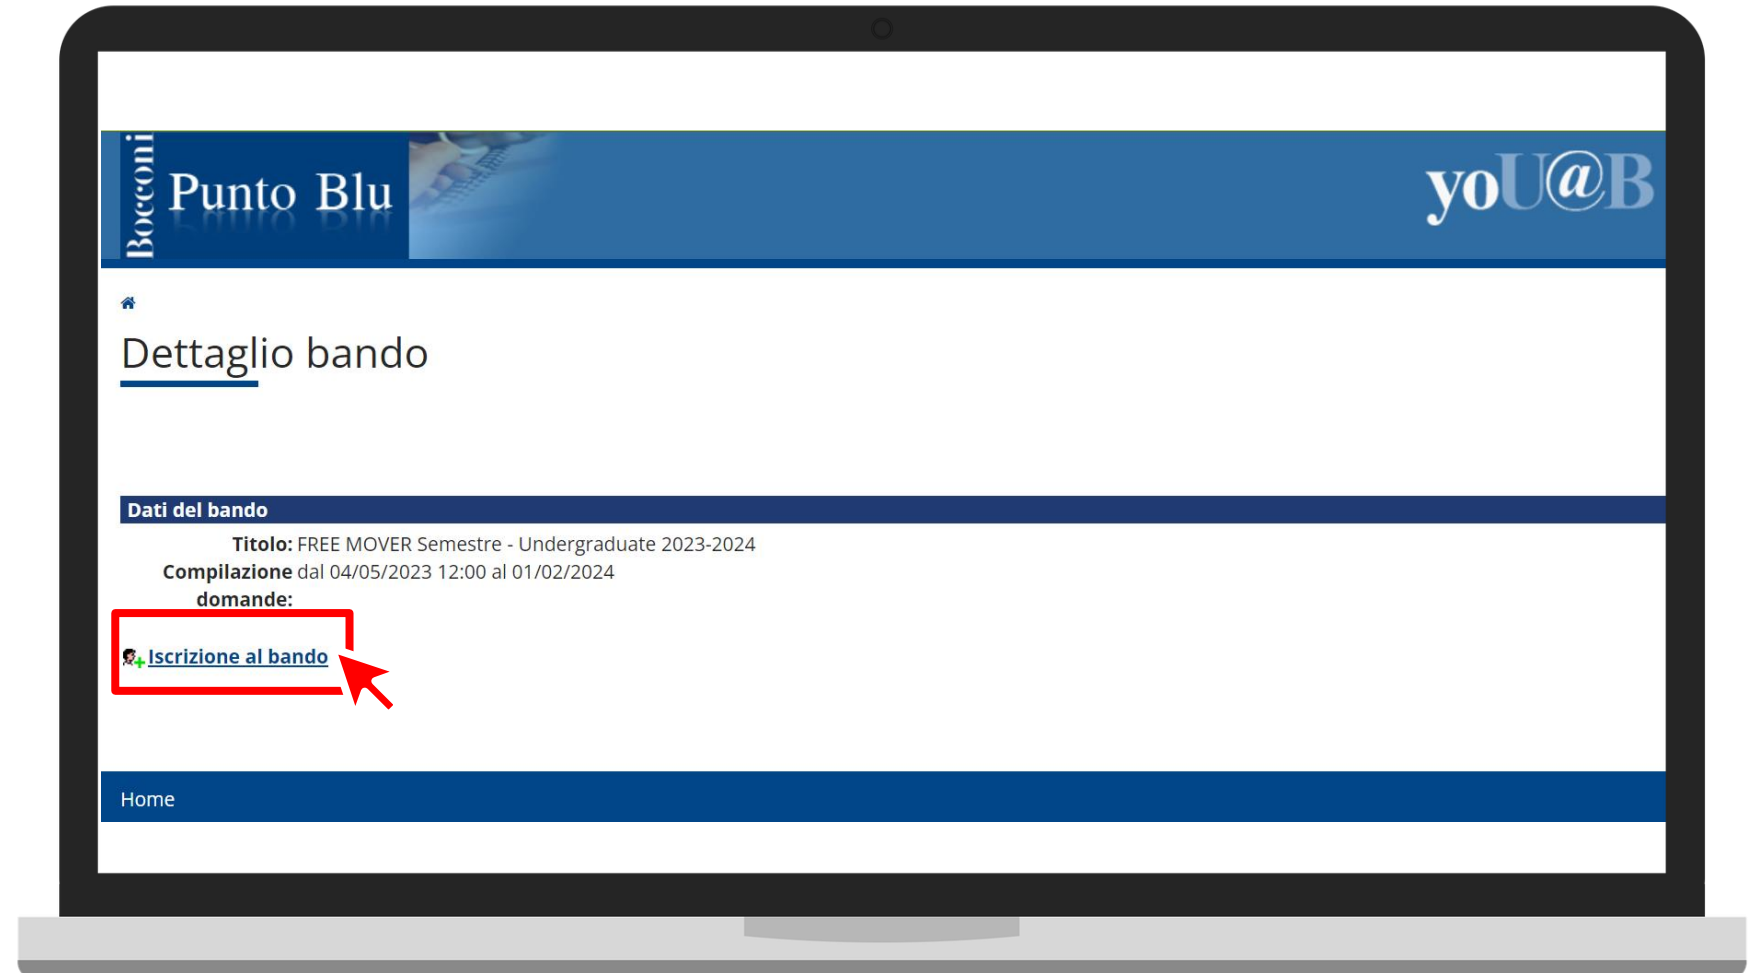 Bocconi
Punto Blu
yoU@B
Dettaglio bando
Dati del bando
Titolo: FREE MOVER Semestre - Undergraduate 2023-2024
Compilazione dal 04/05/2023 12:00 al 01/02/2024
domande:
Iscrizione al bando
Home